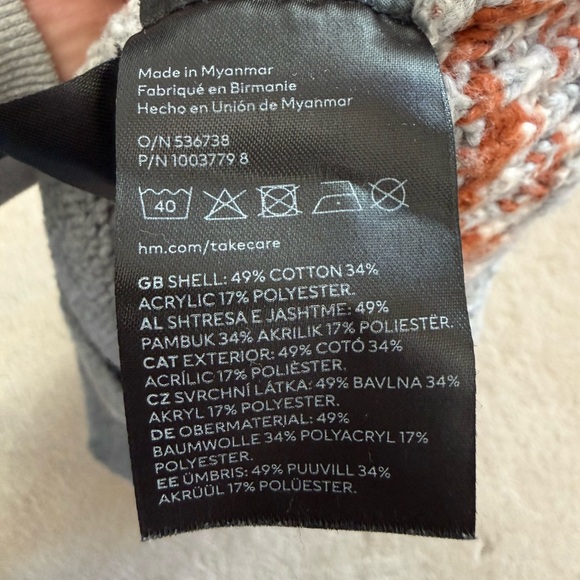 Made in Myanmar
Fabriqué en Birmanie
Hecho en Unión de Myanmar
O/N 536738
P/N 1003779 8
40
hm.com/takecare
GB SHELL: 49% COTTON 34%
ACRYLIC 17% POLYESTER.
AL SHTRESA E JASHTME: 49%
PAMBUK 34% AKRILIK 17% POLIESTËR.
CAT EXTERIOR: 49% COTÓ 34%
ACRÍLIC 17% POLIÈSTER.
CZ SVRCHNÍ LÁTKA: 49% BAVLNA 34%
AKRYL 17% POLYESTER.
DE OBERMATERIAL: 49%
BAUMWOLLE 34% POLYACRYL 17%
POLYESTER.
EE ÜMBRIS: 49% PUUVILL 34%
AKRÜÜL 17% POLÜESTER.